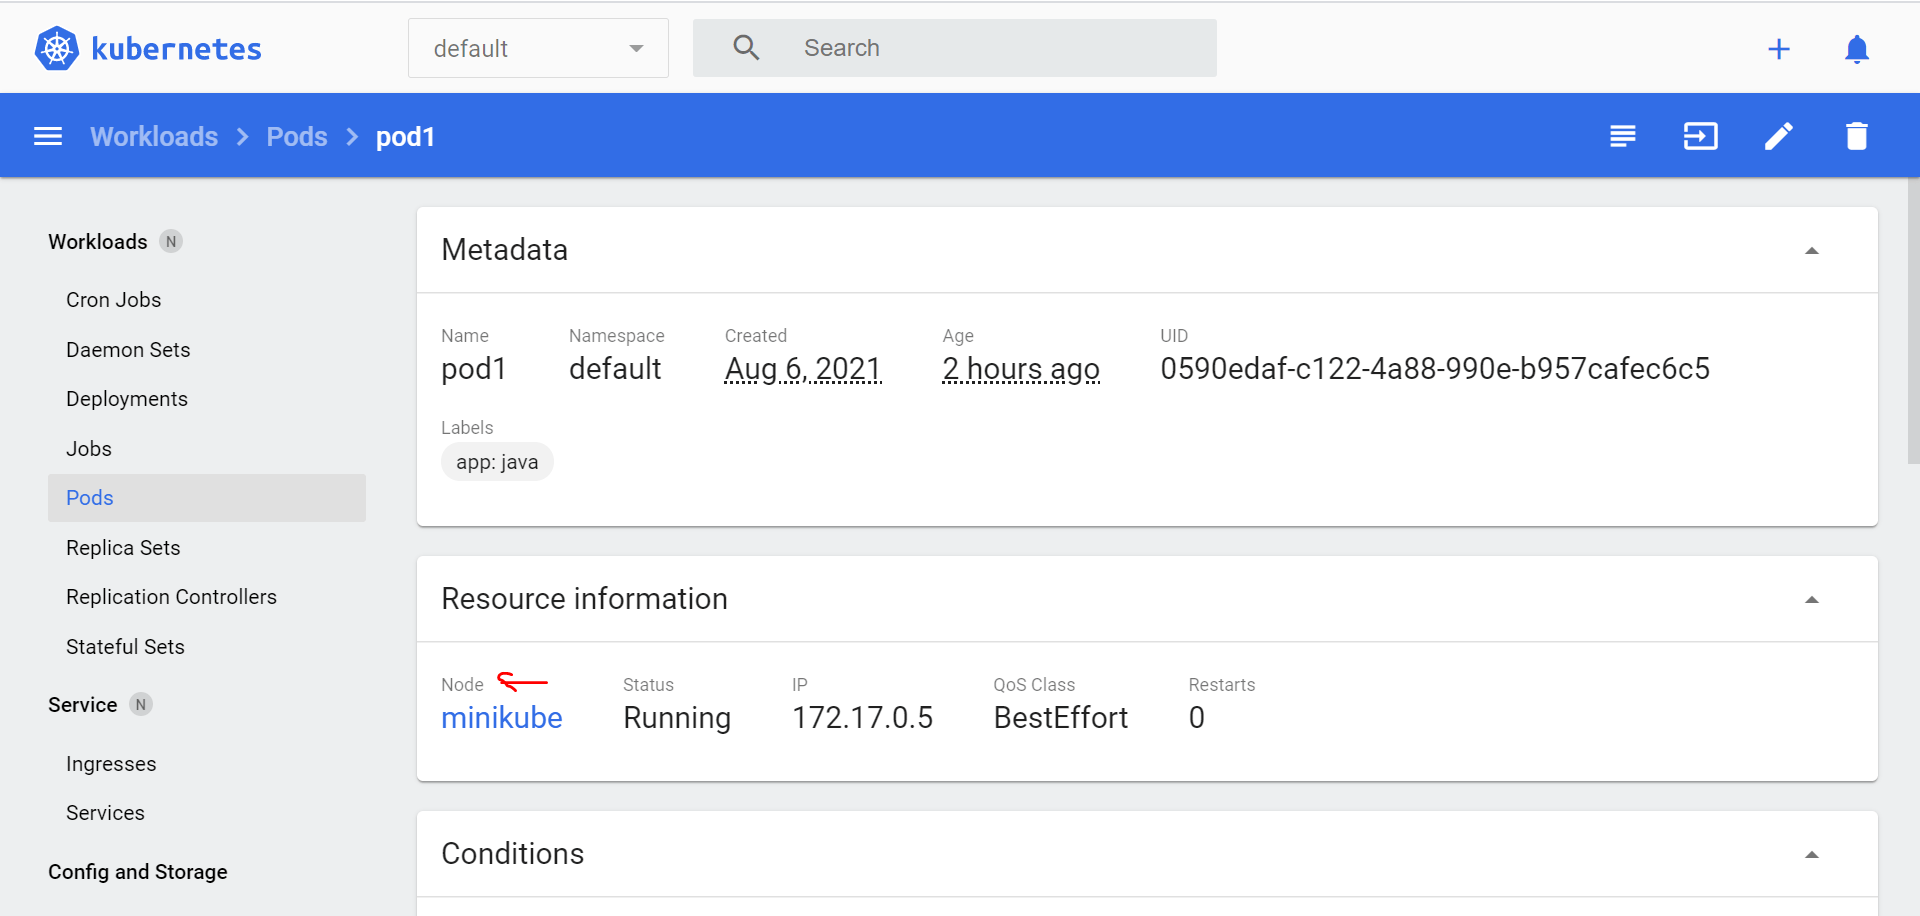 kubernetes
default
Search
Workloads > Pods > pod1
Workloads N
Cron Jobs
Daemon Sets
Deployments
Jobs
Pods
Replica Sets
Replication Controllers
Stateful Sets
Service N
Ingresses
Services
Config and Storage
Metadata
Name Namespace Created Age UID
pod1 default Aug 6, 2021 2 hours ago 0590edaf-c122-4a88-990e-b957cafec6c5
Labels
app: java
Resource information
Node Status IP QoS Class Restarts
minikube Running 172.17.0.5 BestEffort 0
Conditions